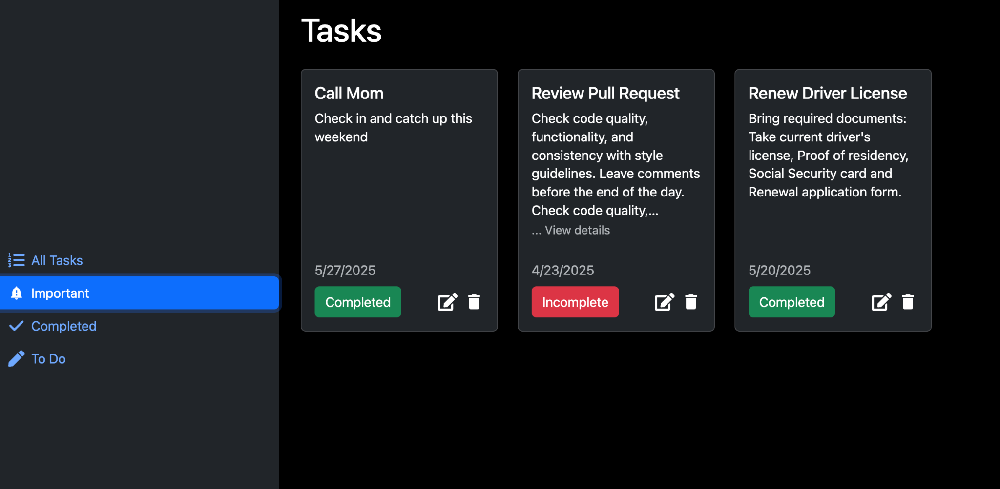 All Tasks
Important
Completed
To Do
Tasks
Call Mom
Check in and catch up this
weekend
5/27/2025
Completed
Review Pull Request
Check code quality,
functionality, and
consistency with style
guidelines. Leave comments
before the end of the day.
Check code quality,...
... View details
4/23/2025
Incomplete
Renew Driver License
Bring required documents:
Take current driver's
license, Proof of residency,
Social Security card and
Renewal application form.
5/20/2025
Completed